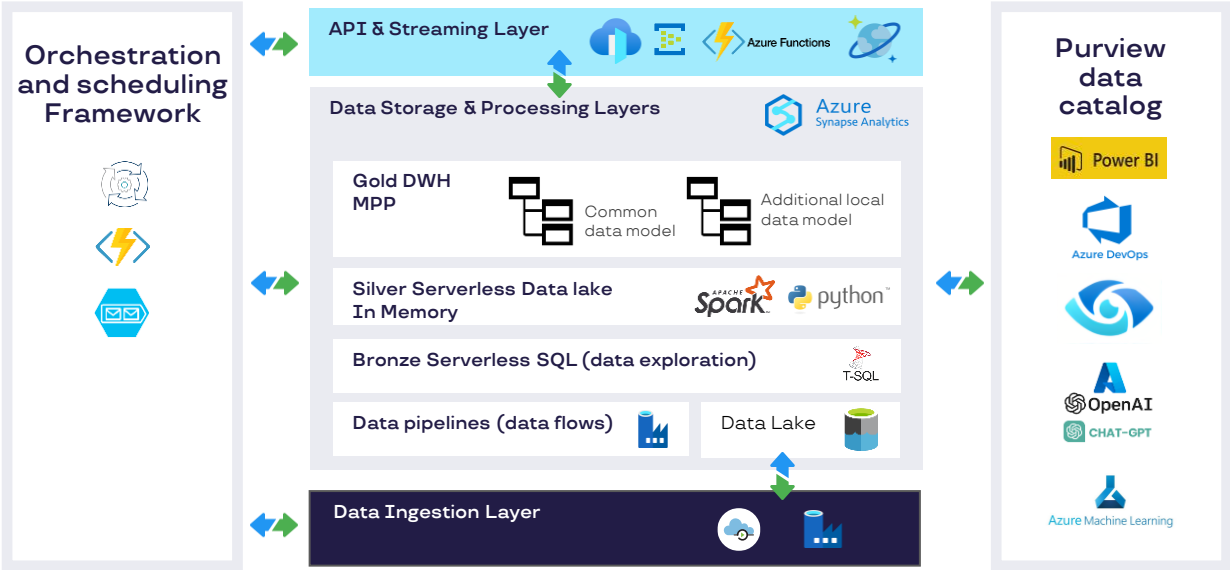 Orchestration
and scheduling
Framework
API & Streaming Layer
Azure Functions
Data Storage & Processing Layers
Azure
Synapse Analytics
Gold DWH
MPP
Common
data model
Additional local
data model
Silver Serverless Data lake
In Memory
APACHE
Spark™
python™
Bronze Serverless SQL (data exploration)
T-SQL
Data pipelines (data flows)
Data Lake
Data Ingestion Layer
Purview
data
catalog
Power BI
Azure DevOps
OpenAI
CHAT-GPT
Azure Machine Learning